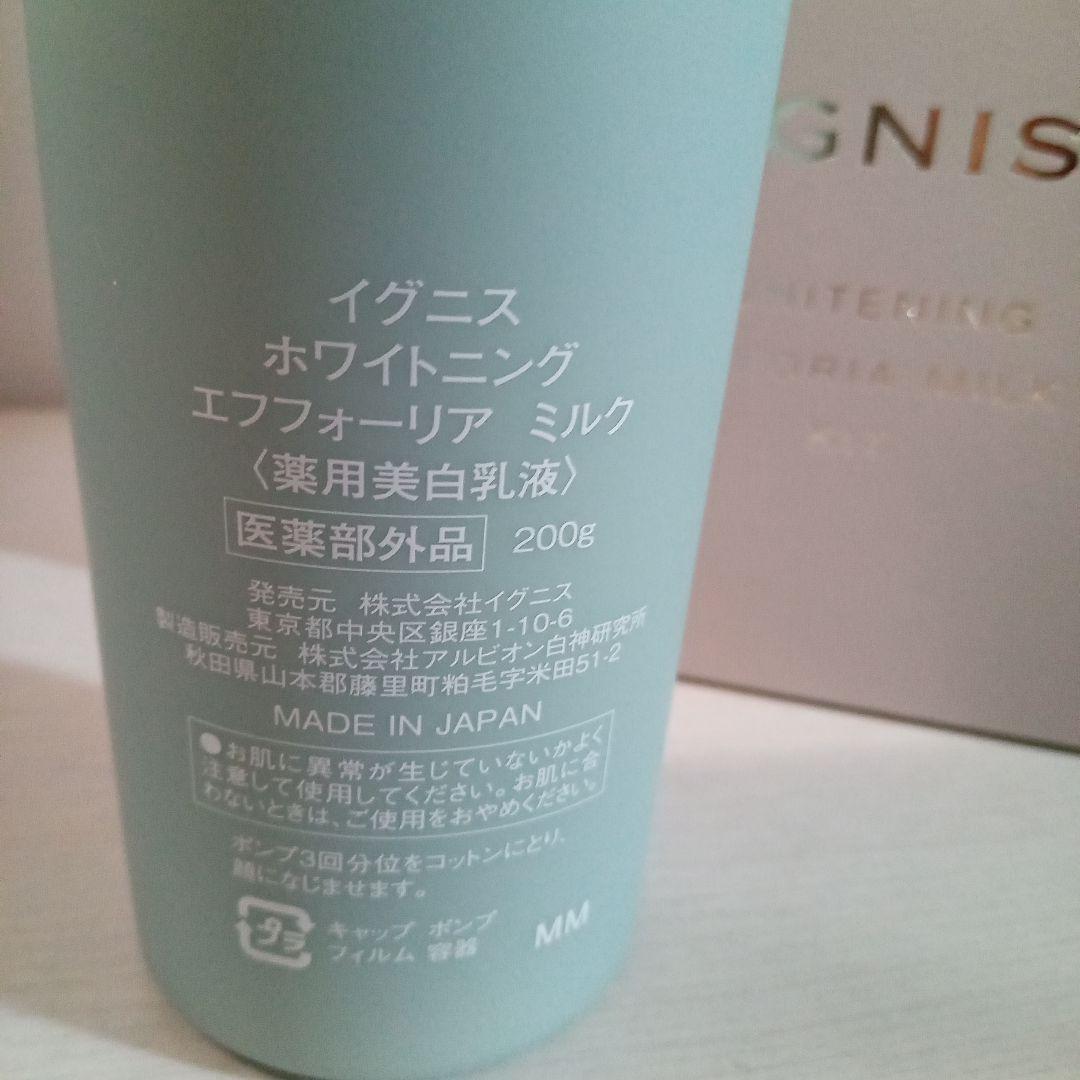 イグニス
ホワイトニング
エフフォーリア ミルク
〈薬用美白乳液〉
医薬部外品 200g
発売元 株式会社イグニス
東京都中央区銀座1-10-6
製造販売元 株式会社アルビオン白神研究所
秋田県山本郡藤里町粕毛字米田51-2
MADE IN JAPAN
●お肌に異常が生じていないかよく
注意して使用してください。お肌に合
わないときは、ご使用をおやめください。
ポンプ3回分位をコットンにとり、
顔になじませます。
プラ キャップ ポンプ
フィルム 容器
MM
GNIS
HITENING
ORIA MILK